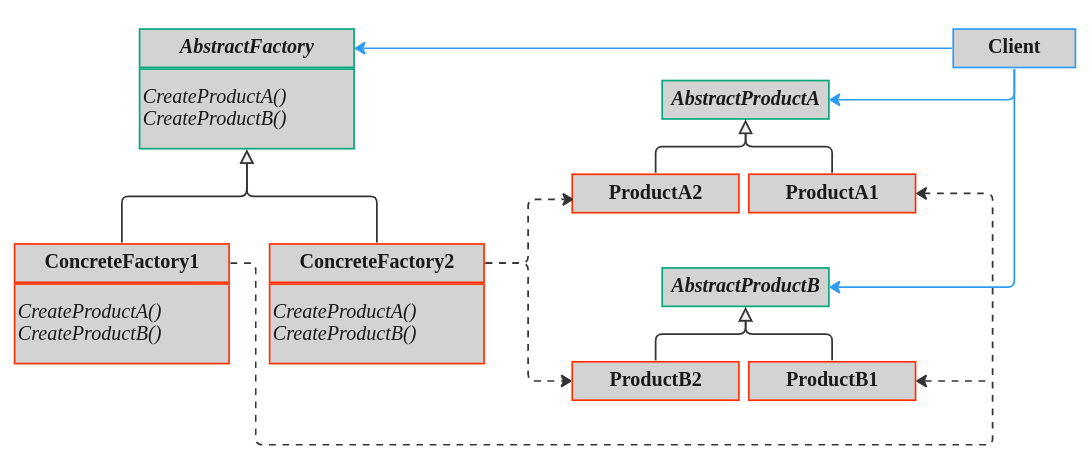 AbstractFactory
CreateProductA()
CreateProductB()
Client
AbstractProductA
ProductA2
ProductA1
ConcreteFactory1
CreateProductA()
CreateProductB()
ConcreteFactory2
CreateProductA()
CreateProductB()
AbstractProductB
ProductB2
ProductB1